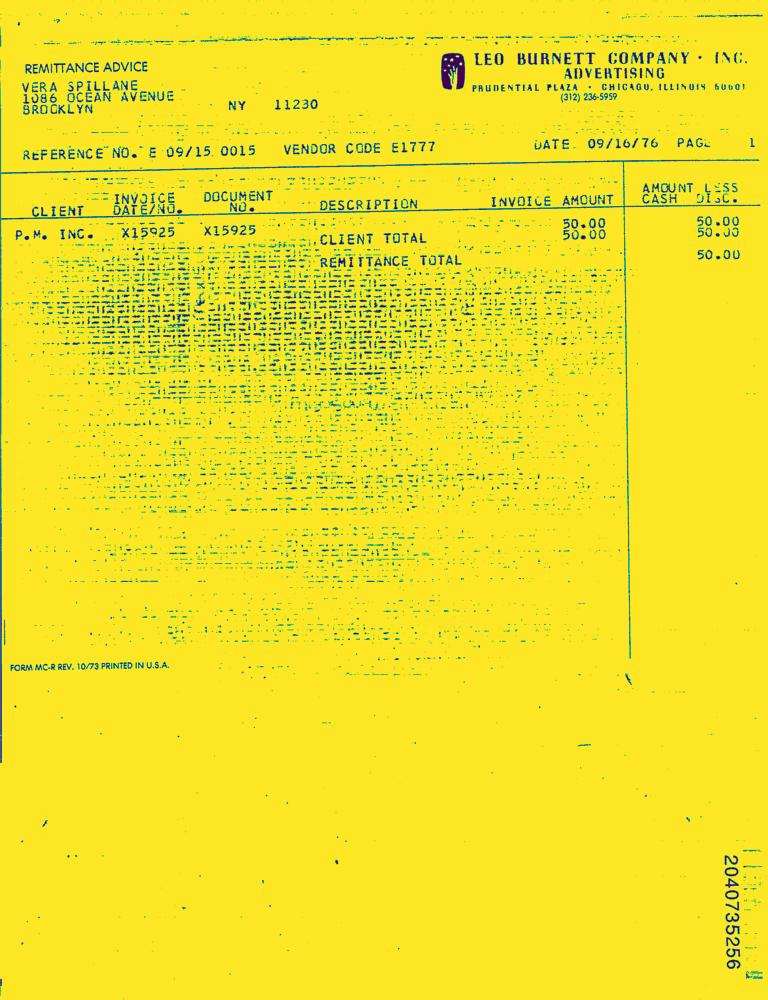 REMITTANCE ADVICE
LEO BURNETT COMPANY · INC.
ADVERTISING
PRUDENTIAL PLAZA · CHICAGO, ILLINOIS 60601
(312) 236-5959
VERA SPILLANE
1086 OCEAN AVENUE
BROOKLYN NY 11230
REFERENCE NO. E 09/15 0015 VENDOR CODE E1777 DATE 09/16/76 PAGE 1
CLIENT INVOICE DATE/NO. DOCUMENT NO. DESCRIPTION INVOICE AMOUNT AMOUNT LESS CASH DISC.
P.M. INC. X15925 X15925 50.00 50.00
CLIENT TOTAL 50.00 50.00
REMITTANCE TOTAL 50.00
FORM MC-R REV. 10/73 PRINTED IN U.S.A.
2040735256